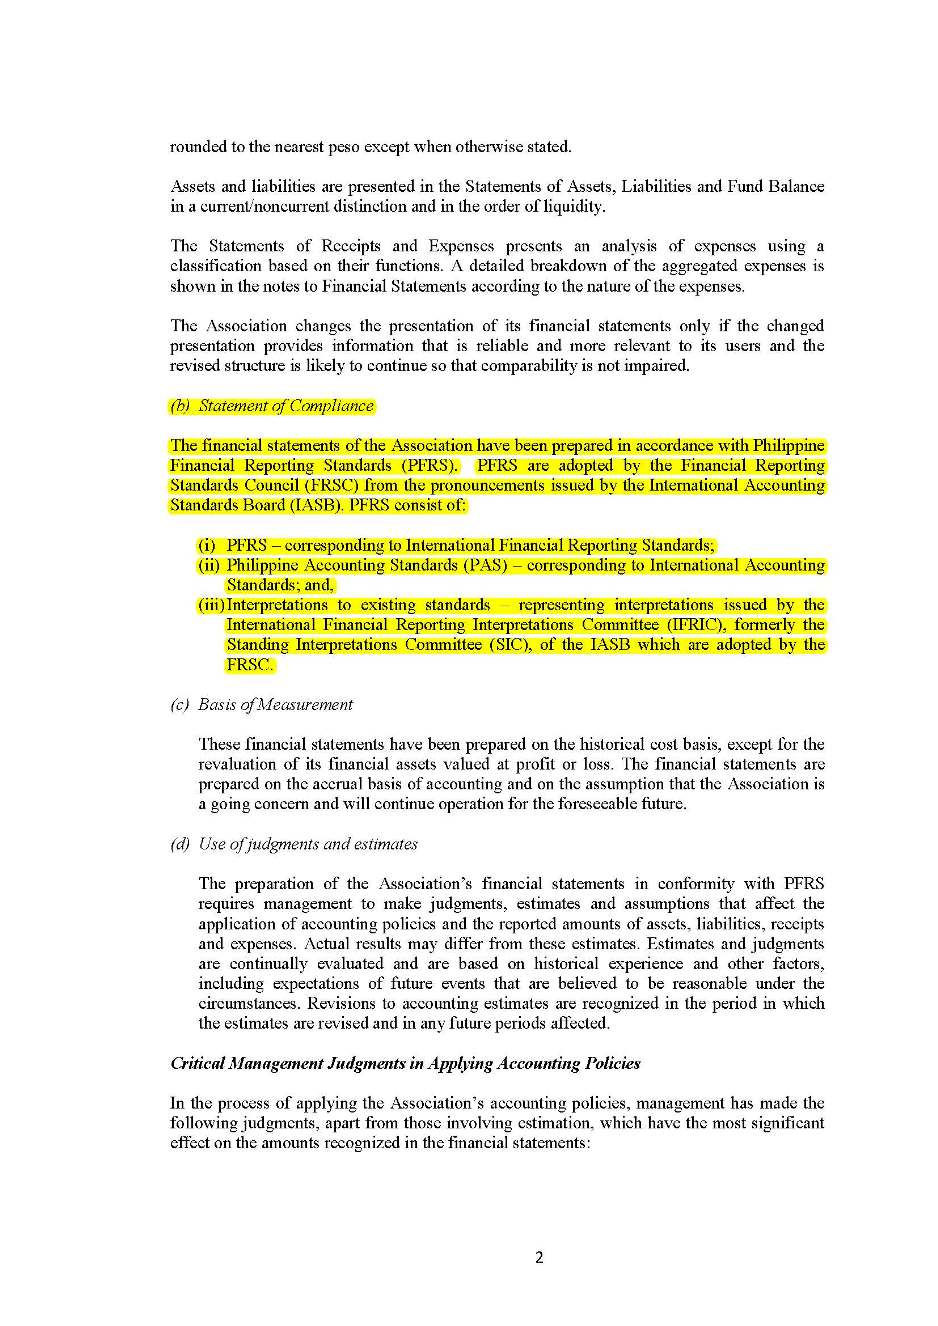 rounded to the nearest peso except when otherwise stated.
Assets and liabilities are presented in the Statements of Assets, Liabilities and Fund Balance
in a current/noncurrent distinction and in the order of liquidity.
The Statements of Receipts and Expenses presents an analysis of expenses using a
classification based on their functions. A detailed breakdown of the aggregated expenses is
shown in the notes to Financial Statements according to the nature of the expenses.
The Association changes the presentation of its financial statements only if the changed
presentation provides information that is reliable and more relevant to its users and the
revised structure is likely to continue so that comparability is not impaired.
(b) Statement of Compliance
The financial statements of the Association have been prepared in accordance with Philippine
Financial Reporting Standards (PFRS). PFRS are adopted by the Financial Reporting
Standards Council (FRSC) from the pronouncements issued by the International Accounting
Standards Board (IASB). PFRS consist of:
(i) PFRS – corresponding to International Financial Reporting Standards;
(ii) Philippine Accounting Standards (PAS) – corresponding to International Accounting
Standards; and,
(iii) Interpretations to existing standards – representing interpretations issued by the
International Financial Reporting Interpretations Committee (IFRIC), formerly the
Standing Interpretations Committee (SIC), of the IASB which are adopted by the
FRSC.
(c) Basis of Measurement
These financial statements have been prepared on the historical cost basis, except for the
revaluation of its financial assets valued at profit or loss. The financial statements are
prepared on the accrual basis of accounting and on the assumption that the Association is
a going concern and will continue operation for the foreseeable future.
(d) Use of judgments and estimates
The preparation of the Association's financial statements in conformity with PFRS
requires management to make judgments, estimates and assumptions that affect the
application of accounting policies and the reported amounts of assets, liabilities, receipts
and expenses. Actual results may differ from these estimates. Estimates and judgments
are continually evaluated and are based on historical experience and other factors,
including expectations of future events that are believed to be reasonable under the
circumstances. Revisions to accounting estimates are recognized in the period in which
the estimates are revised and in any future periods affected.
Critical Management Judgments in Applying Accounting Policies
In the process of applying the Association's accounting policies, management has made the
following judgments, apart from those involving estimation, which have the most significant
effect on the amounts recognized in the financial statements:
2